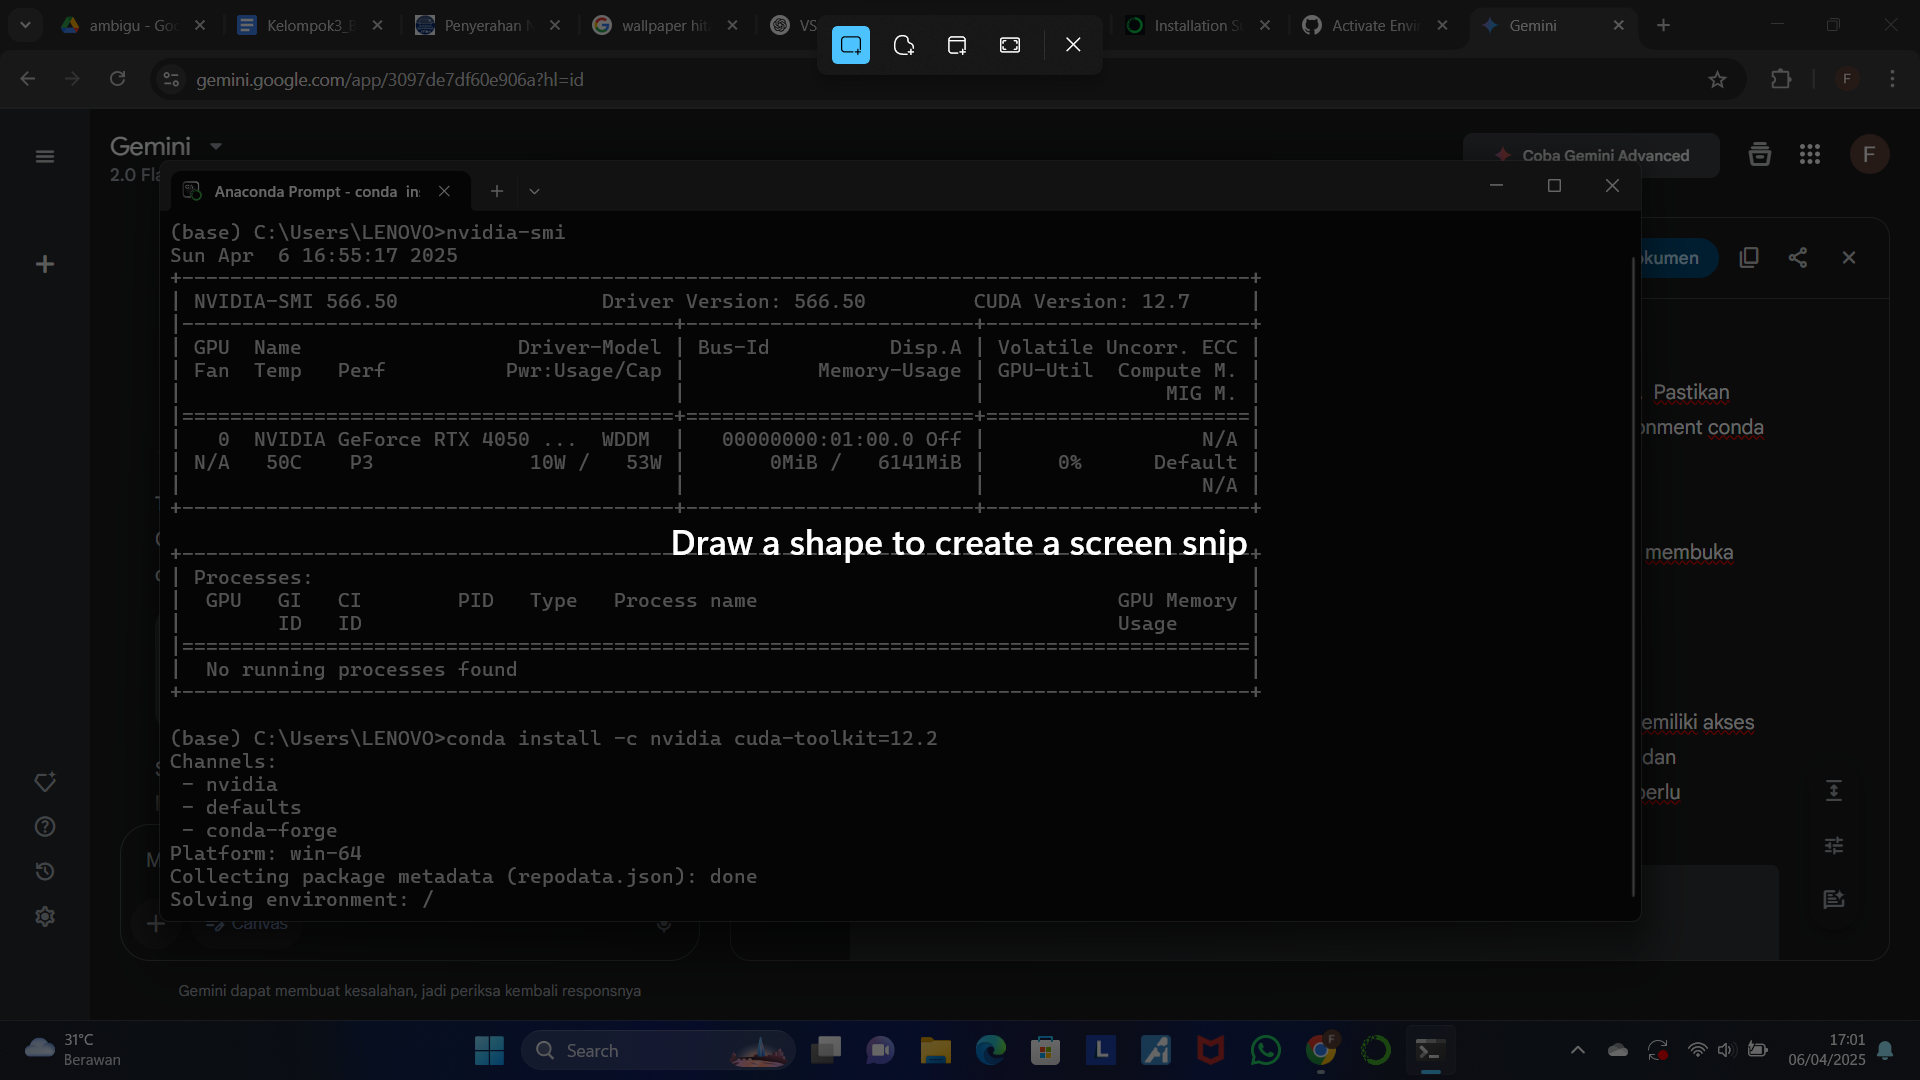 ambigu - Goo
Kelompok3_B
Penyerahan N
wallpaper hit
VS
Installation Su
Activate Envi
Gemini
gemini.google.com/app/3097de7df60e906a?hl=id
F
Gemini
2.0 Fla
Coba Gemini Advanced
F
Anaconda Prompt - conda in
(base) C:\Users\LENOVO>nvidia-smi
Sun Apr  6 16:55:17 2025
+-----------------------------------------------------------------------------------------+
| NVIDIA-SMI 566.50                 Driver Version: 566.50         CUDA Version: 12.7     |
|-----------------------------------------+------------------------+----------------------+
| GPU  Name                  Driver-Model | Bus-Id          Disp.A | Volatile Uncorr. ECC |
| Fan  Temp   Perf          Pwr:Usage/Cap |           Memory-Usage | GPU-Util  Compute M. |
|                                         |                        |               MIG M. |
|=========================================+========================+======================|
|   0  NVIDIA GeForce RTX 4050 ...  WDDM  |   00000000:01:00.0 Off |                  N/A |
| N/A   50C    P3             10W /   53W |       0MiB /   6141MiB |      0%      Default |
|                                         |                        |                  N/A |
+-----------------------------------------+------------------------+----------------------+
Draw a shape to create a screen snip
+-----------------------------------------------------------------------------------------+
| Processes:                                                                              |
|  GPU   GI   CI        PID   Type   Process name                              GPU Memory |
|        ID   ID                                                               Usage      |
|=========================================================================================|
|  No running processes found                                                             |
+-----------------------------------------------------------------------------------------+
(base) C:\Users\LENOVO>conda install -c nvidia cuda-toolkit=12.2
Channels:
- nvidia
- defaults
- conda-forge
Platform: win-64
Collecting package metadata (repodata.json): done
Solving environment: /
okumen
Pastikan
onment conda
membuka
emiliki akses
dan
perlu
Canvas
Gemini dapat membuat kesalahan, jadi periksa kembali responsnya
31°C
Berawan
Search
17:01
06/04/2025